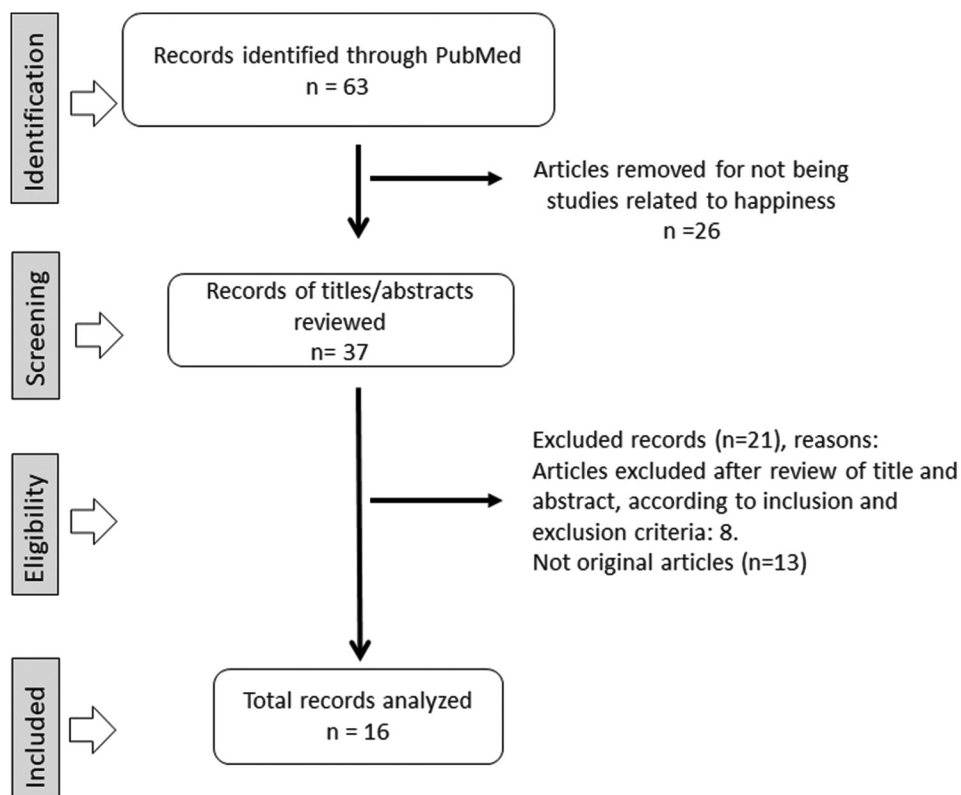 Identification
Records identified through PubMed
n = 63
Articles removed for not being
studies related to happiness
n =26
Screening
Records of titles/abstracts
reviewed
n= 37
Eligibility
Excluded records (n=21), reasons:
Articles excluded after review of title and
abstract, according to inclusion and
exclusion criteria: 8.
Not original articles (n=13)
Included
Total records analyzed
n = 16